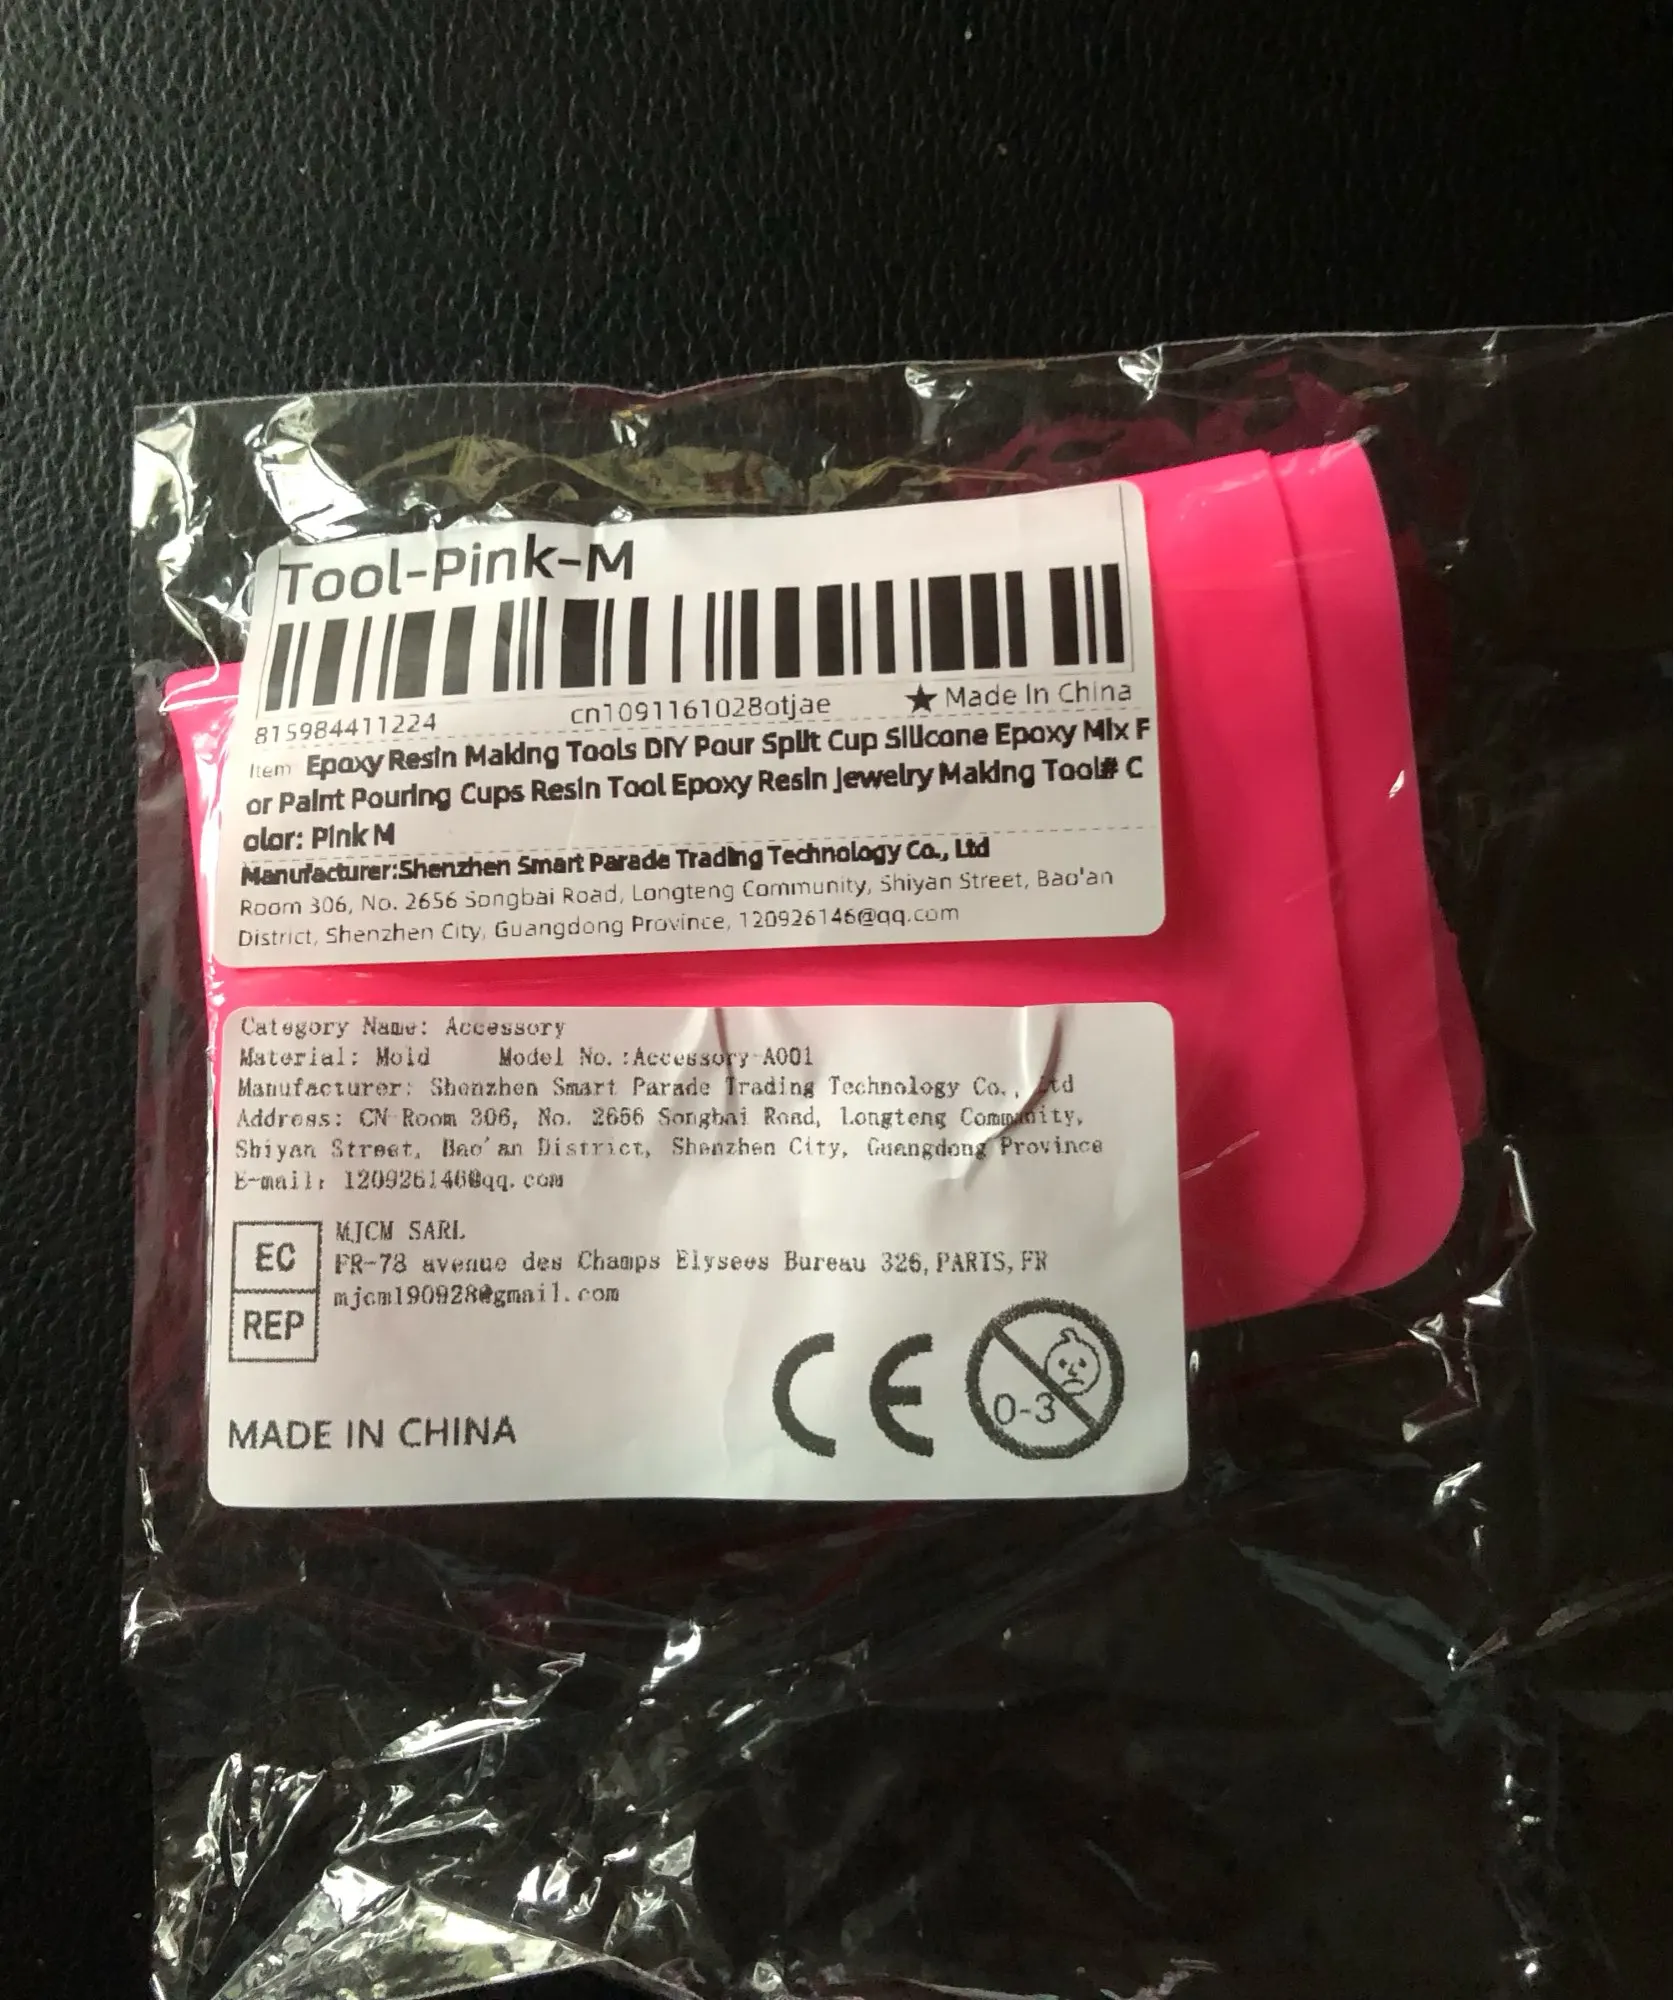 Tool-Pink-M
815984411224 cn1091161028otjae ★ Made In China
Item Epoxy Resin Making Tools DIY Pour Split Cup Silicone Epoxy Mix F
or Paint Pouring Cups Resin Tool Epoxy Resin Jewelry Making Tool# C
olor: Pink M
Manufacturer:Shenzhen Smart Parade Trading Technology Co., Ltd
Room 306, No. 2656 Songbai Road, Longteng Community, Shiyan Street, Bao'an
District, Shenzhen City, Guangdong Province, 120926146@qq.com
Category Name: Accessory
Material: Mold Model No.:Accessory-A001
Manufacturer: Shenzhen Smart Parade Trading Technology Co., Ltd
Address: CN-Room 306, No. 2656 Songbai Road, Longteng Community,
Shiyan Street, Bao'an District, Shenzhen City, Guangdong Province
E-mail: 120926146@qq.com
EC
REP
MJCM SARL
FR-78 avenue des Champs Elysees Bureau 326, PARIS, FR
mjcm190928@gmail.com
CE
0-3
MADE IN CHINA